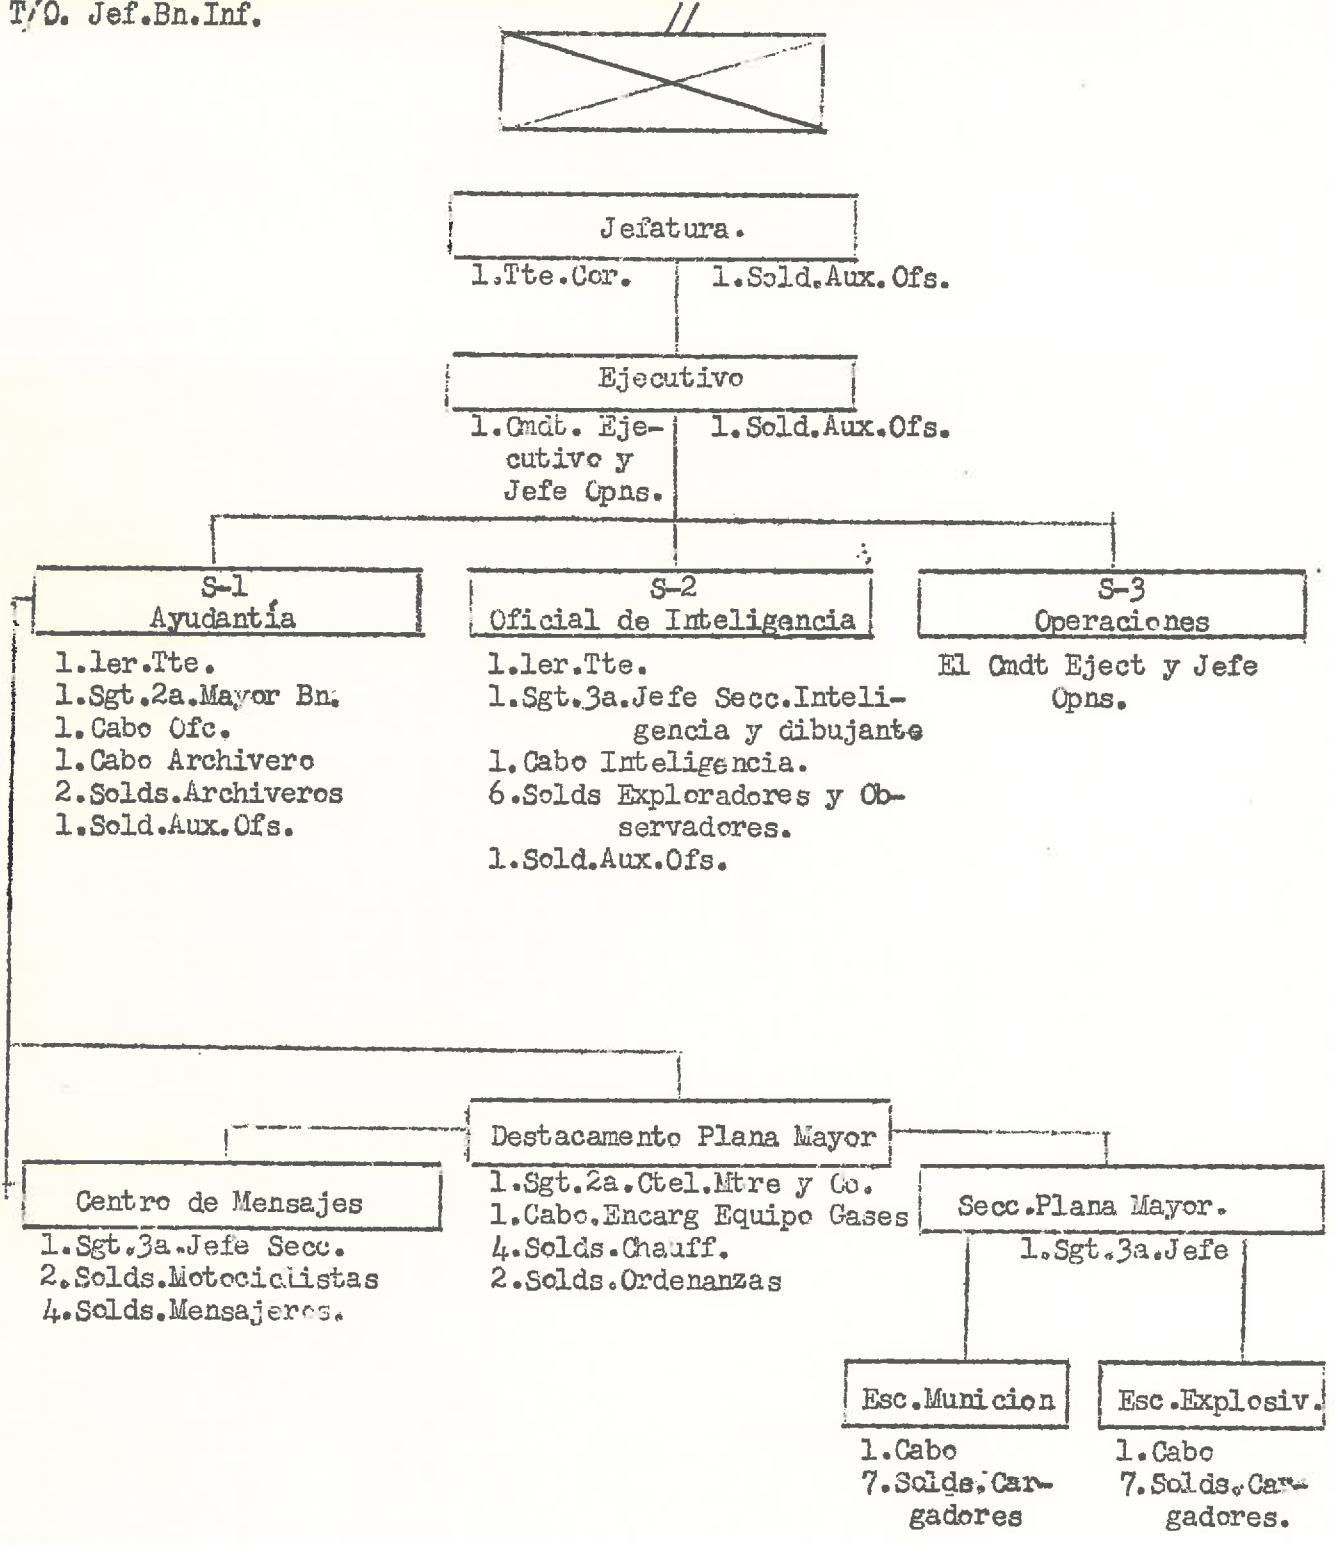 T/O. Jef.Bn.Inf.
Jefatura.
1.Tte.Cor.
1.Sold.Aux.Ofs.
Ejecutivo
1.Cmdt. Eje-
cutivo y
Jefe Opns.
1.Sold.Aux.Ofs.
S-1
Ayudantía
1.1er.Tte.
1.Sgt.2a.Mayor Bn.
1.Cabo Ofc.
1.Cabo Archivero
2.Solds.Archiveros
1.Sold.Aux.Ofs.
S-2
Oficial de Inteligencia
1.1er.Tte.
1.Sgt.3a.Jefe Secc.Inteli-
gencia y dibujante
1.Cabo Inteligencia.
6.Solds Exploradores y Ob-
servadores.
1.Sold.Aux.Ofs.
S-3
Operaciones
El Cmdt Eject y Jefe
Opns.
Destacamento Plana Mayor
1.Sgt.2a.Ctel.Mtre y Co.
1.Cabo.Encarg Equipo Gases
4.Solds.Chauff.
2.Solds.Ordenanzas
Centro de Mensajes
1.Sgt.3a.Jefe Secc.
2.Solds.Motociclistas
4.Solds.Mensajeros.
Secc.Plana Mayor.
1.Sgt.3a.Jefe
Esc.Municion
1.Cabo
7.Solds.Car-
gadores
Esc.Explosiv.
1.Cabo
7.Solds.Car-
gadores.